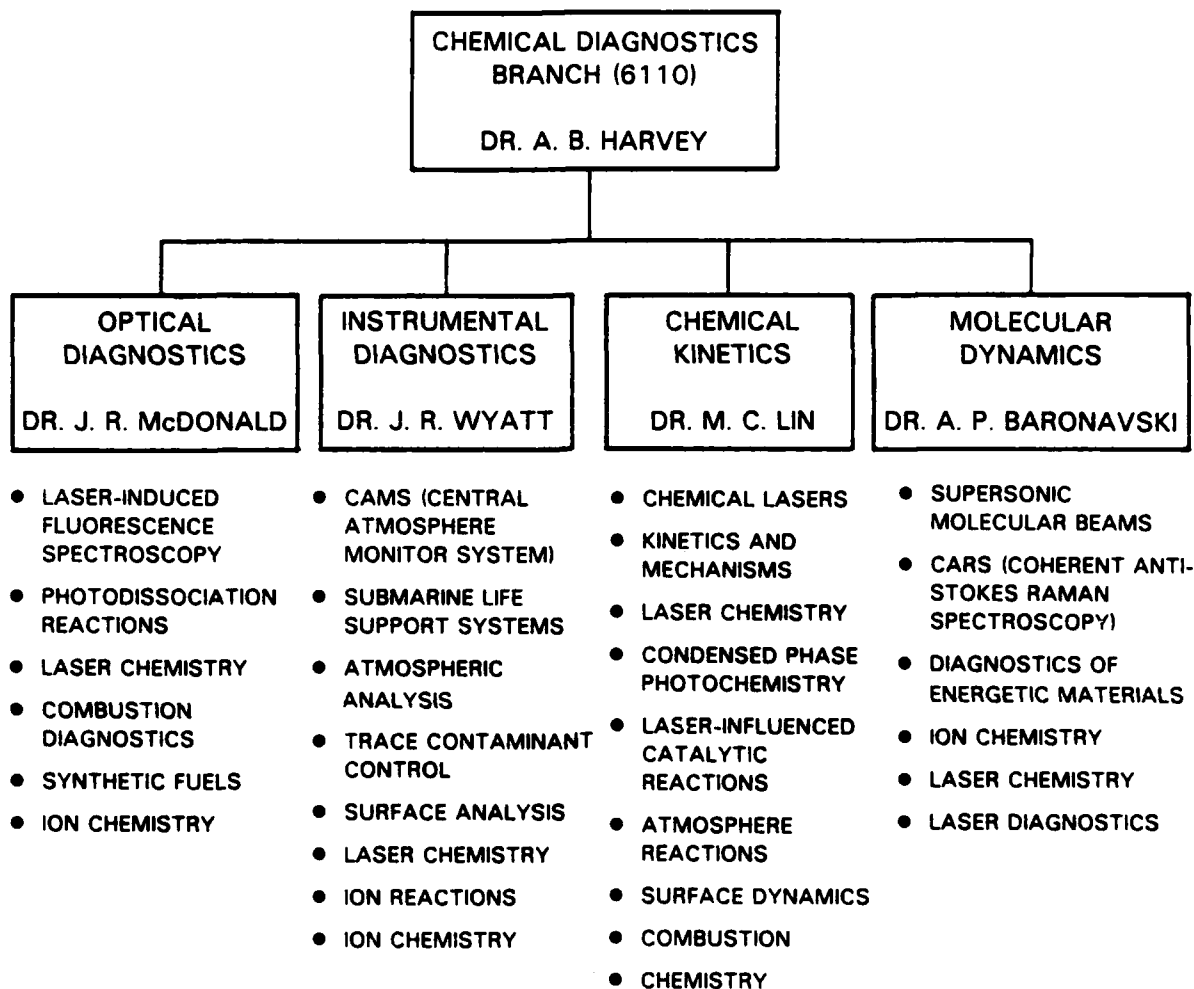 CHEMICAL DIAGNOSTICS
BRANCH (6110)
DR. A. B. HARVEY
OPTICAL
DIAGNOSTICS
DR. J. R. McDONALD
INSTRUMENTAL
DIAGNOSTICS
DR. J. R. WYATT
CHEMICAL
KINETICS
DR. M. C. LIN
MOLECULAR
DYNAMICS
DR. A. P. BARONAVSKI
● LASER-INDUCED
FLUORESCENCE
SPECTROSCOPY
● PHOTODISSOCIATION
REACTIONS
● LASER CHEMISTRY
● COMBUSTION
DIAGNOSTICS
● SYNTHETIC FUELS
● ION CHEMISTRY
● CAMS (CENTRAL
ATMOSPHERE
MONITOR SYSTEM)
● SUBMARINE LIFE
SUPPORT SYSTEMS
● ATMOSPHERIC
ANALYSIS
● TRACE CONTAMINANT
CONTROL
● SURFACE ANALYSIS
● LASER CHEMISTRY
● ION REACTIONS
● ION CHEMISTRY
● CHEMICAL LASERS
● KINETICS AND
MECHANISMS
● LASER CHEMISTRY
● CONDENSED PHASE
PHOTOCHEMISTRY
● LASER-INFLUENCED
CATALYTIC
REACTIONS
● ATMOSPHERE
REACTIONS
● SURFACE DYNAMICS
● COMBUSTION
● CHEMISTRY
● SUPERSONIC
MOLECULAR BEAMS
● CARS (COHERENT ANTI-
STOKES RAMAN
SPECTROSCOPY)
● DIAGNOSTICS OF
ENERGETIC MATERIALS
● ION CHEMISTRY
● LASER CHEMISTRY
● LASER DIAGNOSTICS